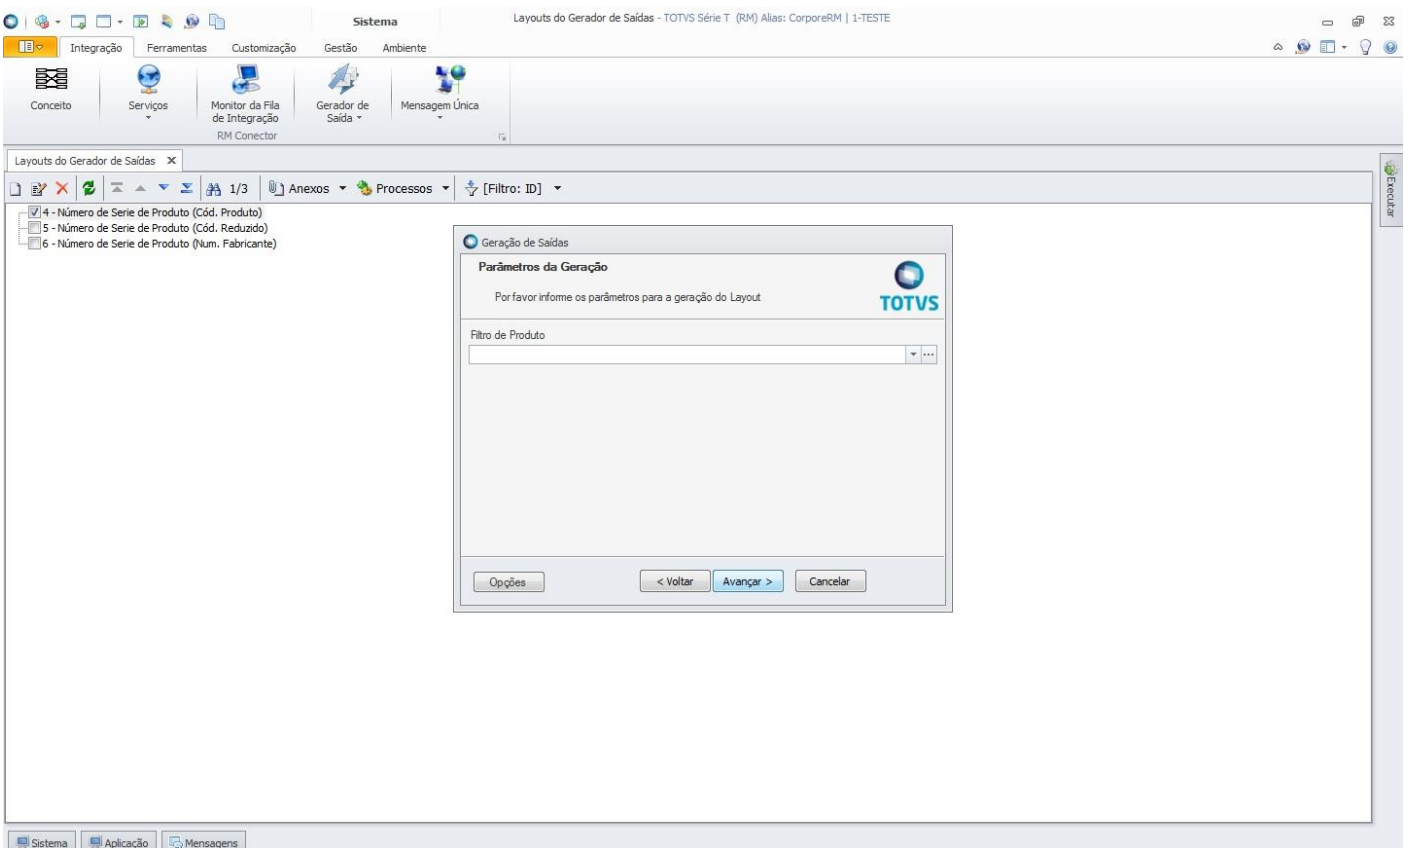 Sistema
Layouts do Gerador de Saídas - TOTVS Série T (RM) Alias: CorporeRM | 1-TESTE
Integração
Ferramentas
Customização
Gestão
Ambiente
Conceito
Serviços
Monitor da Fila
de Integração
Gerador de
Saída
Mensagem Única
RM Conector
Layouts do Gerador de Saídas
1/3
Anexos
Processos
[Filtro: ID]
Executar
4 - Número de Serie de Produto (Cód. Produto)
5 - Número de Serie de Produto (Cód. Reduzido)
6 - Número de Serie de Produto (Num. Fabricante)
Geração de Saídas
Parâmetros da Geração
Por favor informe os parâmetros para a geração do Layout
TOTVS
Filtro de Produto
Opções
< Voltar
Avançar >
Cancelar
Sistema
Aplicação
Mensagens